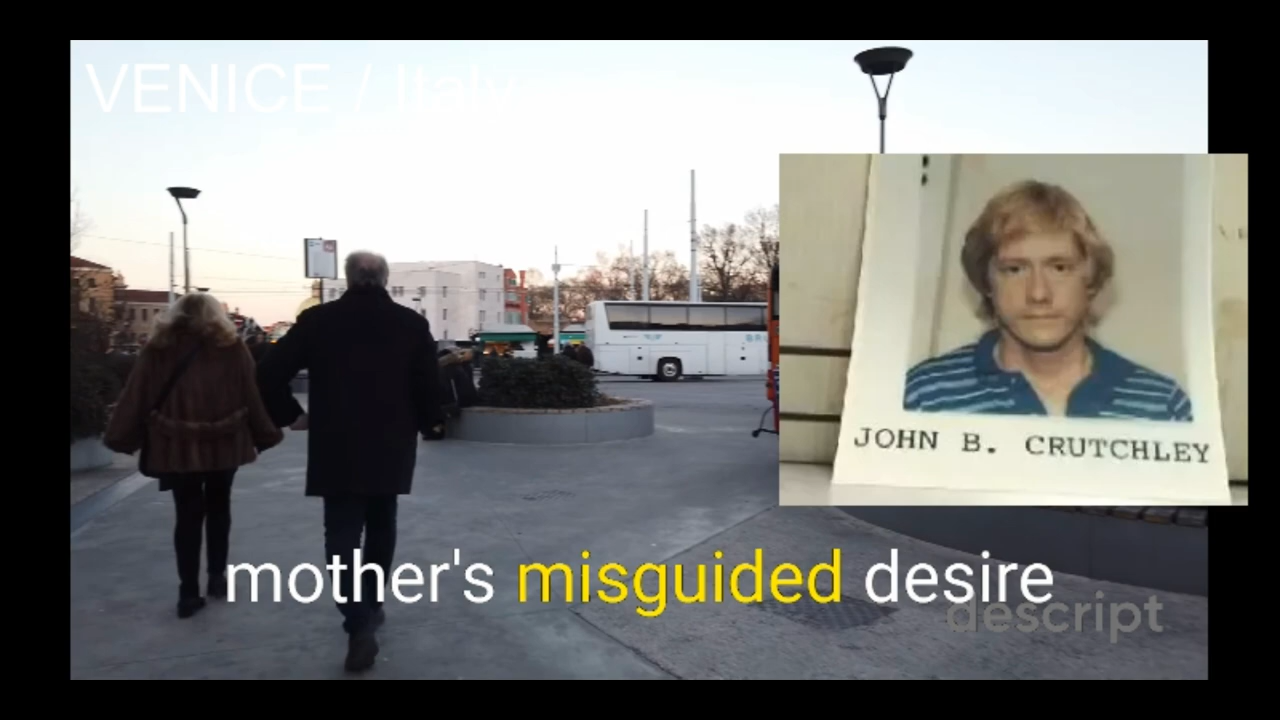 VENICE / Italy
JOHN B. CRUTCHLEY
mother's misguided desire
descript